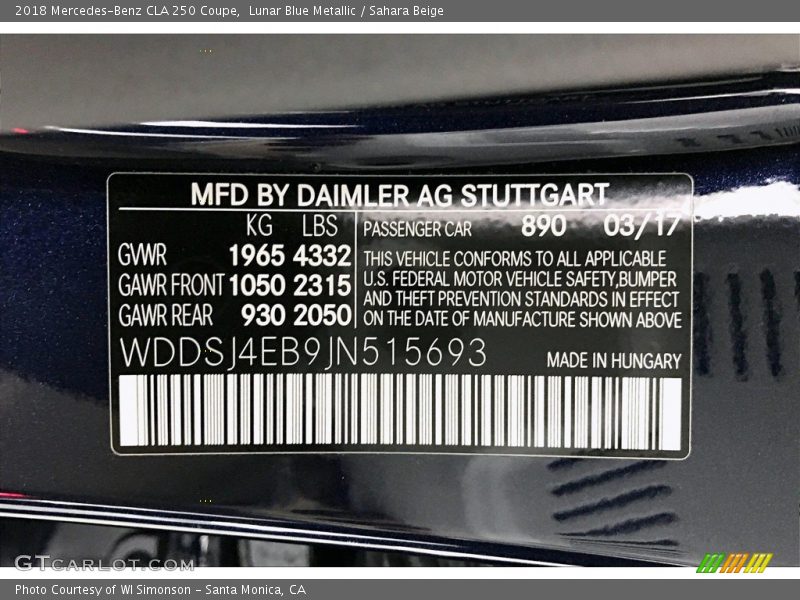 2018 Mercedes-Benz CLA 250 Coupe, Lunar Blue Metallic / Sahara Beige
MFD BY DAIMLER AG STUTTGART
KG LBS PASSENGER CAR 890 03/17
GVWR 1965 4332
GAWR FRONT 1050 2315
GAWR REAR 930 2050
THIS VEHICLE CONFORMS TO ALL APPLICABLE
U.S. FEDERAL MOTOR VEHICLE SAFETY,BUMPER
AND THEFT PREVENTION STANDARDS IN EFFECT
ON THE DATE OF MANUFACTURE SHOWN ABOVE
WDDSJ4EB9JN515693
MADE IN HUNGARY
GTCARLOT.COM
Photo Courtesy of WI Simonson - Santa Monica, CA